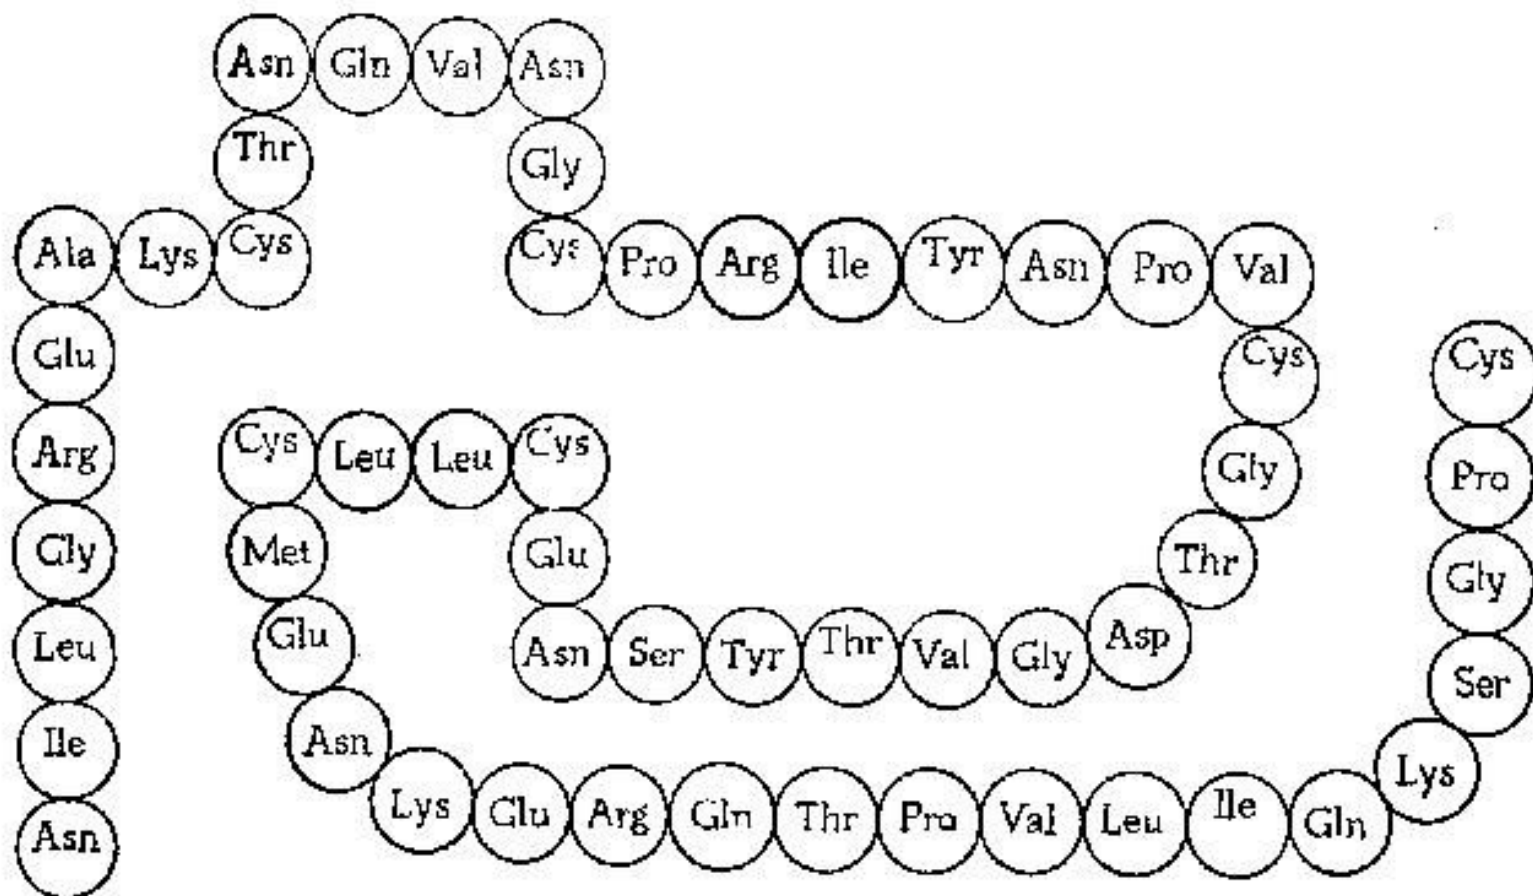 Asn Gln Val Asn
Thr Gly
Ala Lys Cys Cys Pro Arg Ile Tyr Asn Pro Val
Glu Cys Cys
Arg Cys Leu Leu Cys Gly Pro
Gly Met Glu Thr Gly
Leu Glu Asn Ser Tyr Thr Val Gly Asp Ser
Ile Asn Lys
Asn Lys Glu Arg Gln Thr Pro Val Leu Ile Gln